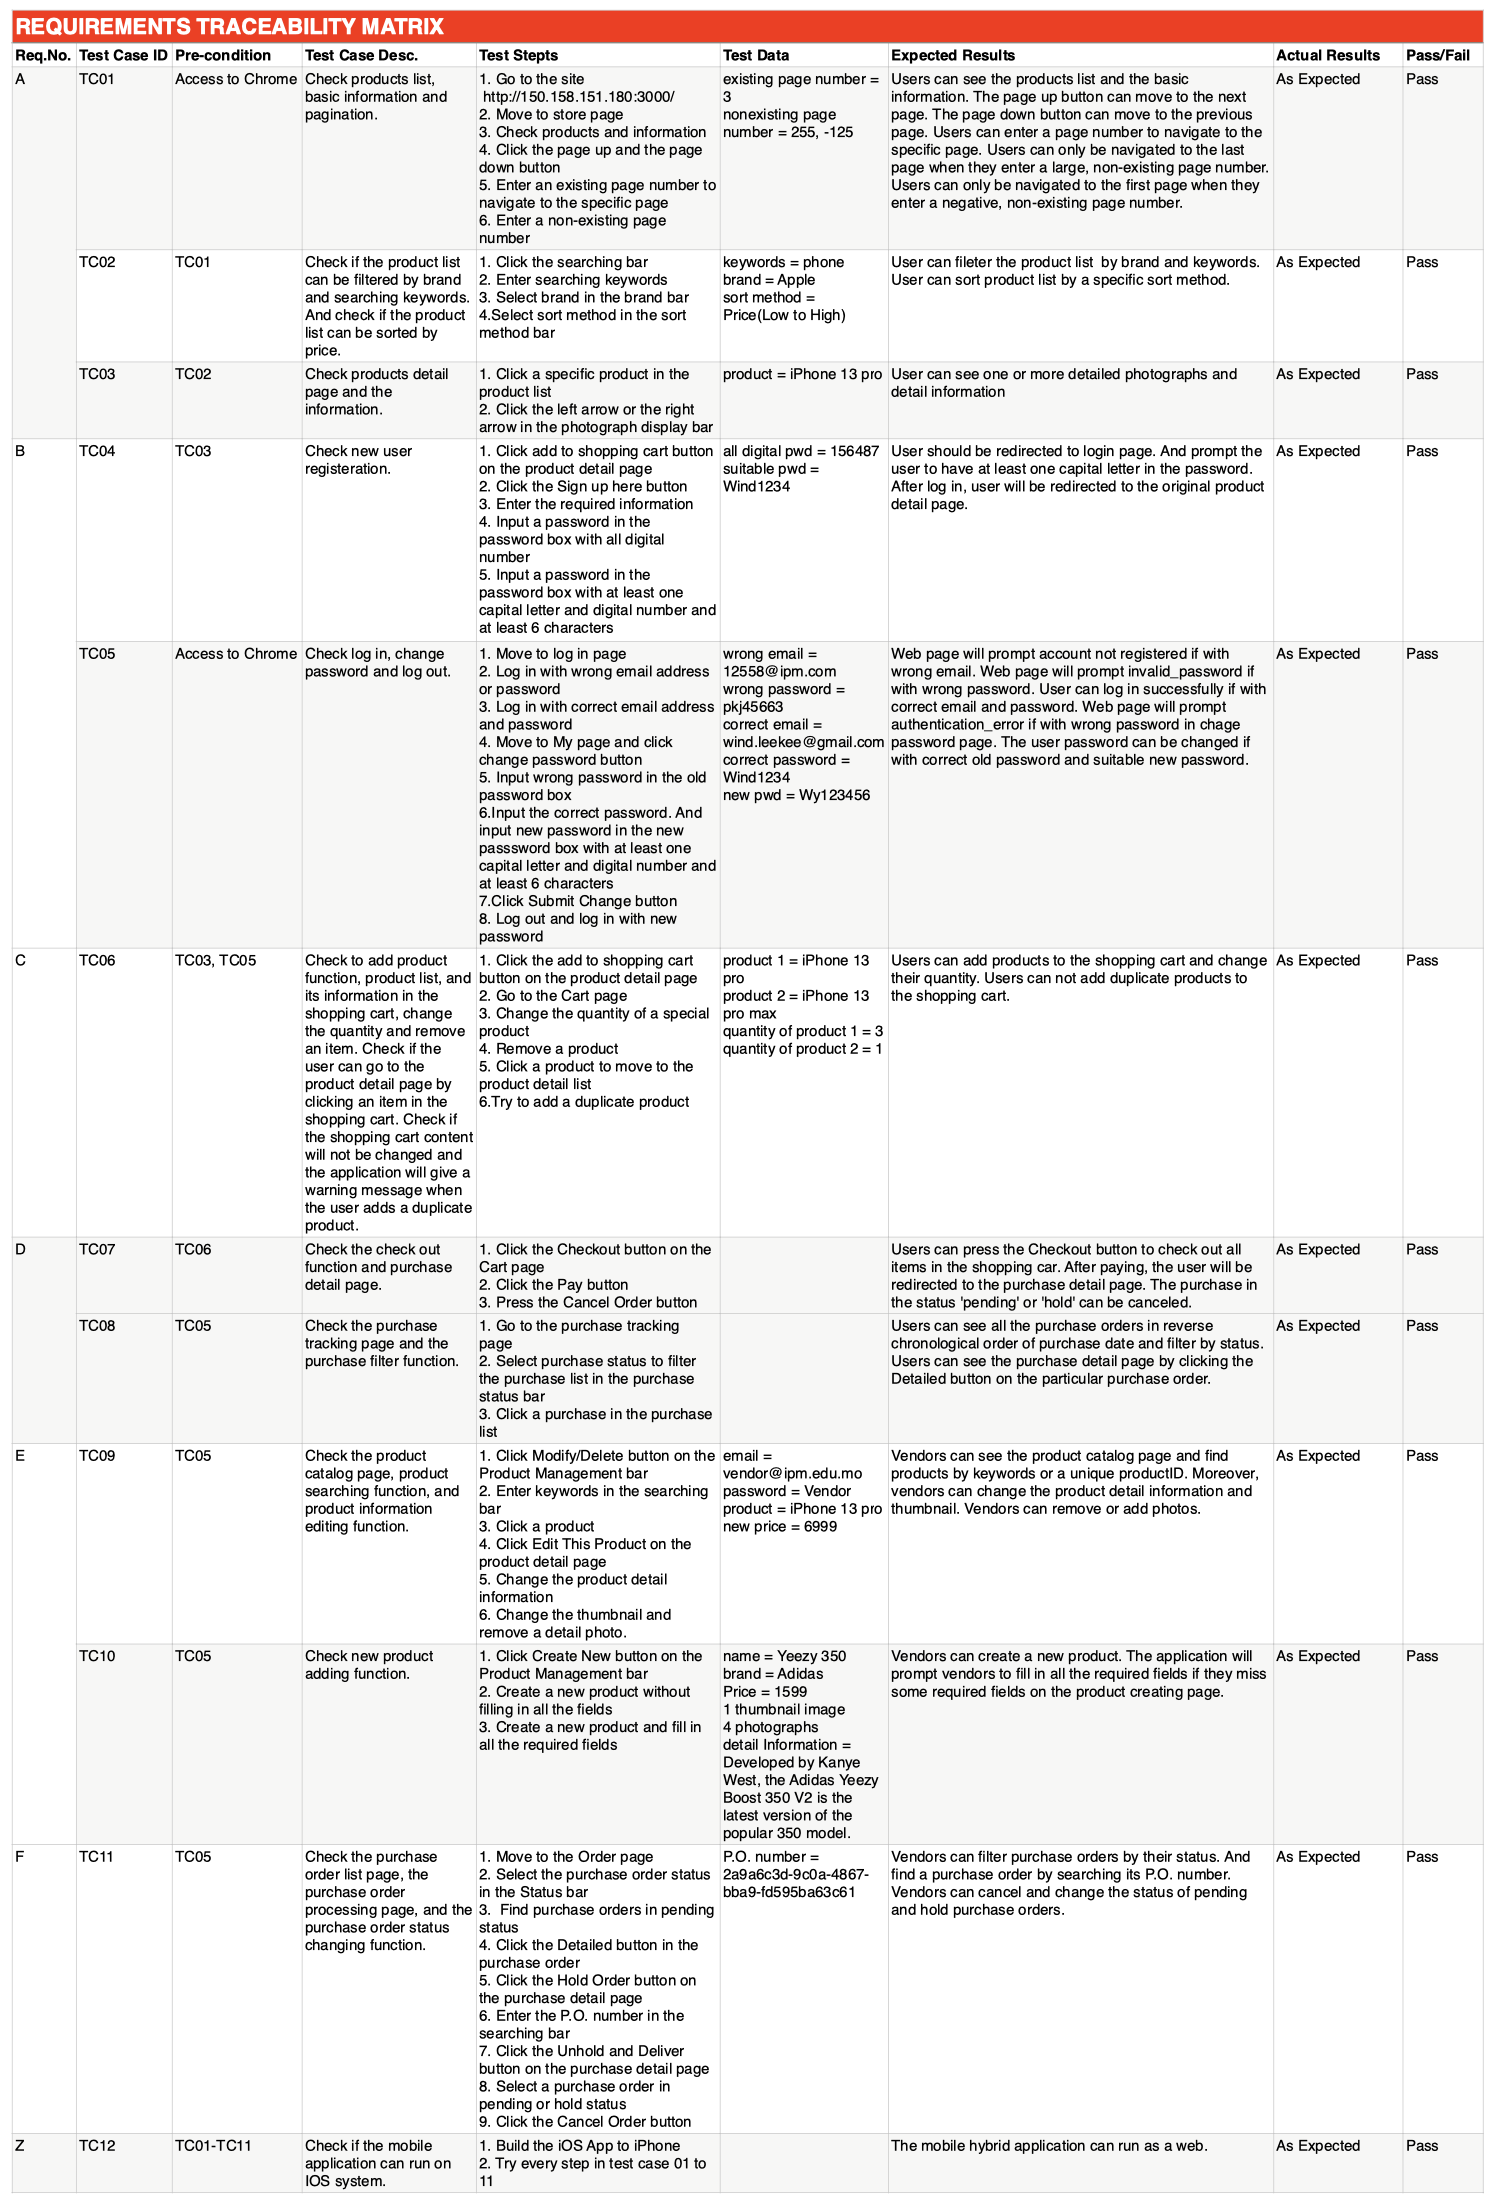 REQUIREMENTS TRACEABILITY MATRIX
Req.No. Test Case ID Pre-condition Test Case Desc. Test Stepts Test Data Expected Results Actual Results Pass/Fail
A
TC01
Access to Chrome
Check products list,
basic information and
pagination.
1. Go to the site
http://150.158.151.180:3000/
2. Move to store page
3. Check products and information
4. Click the page up and the page
down button
5. Enter an existing page number to
navigate to the specific page
6. Enter a non-existing page
number
existing page number =
3
nonexisting page
number = 255, -125
Users can see the products list and the basic
information. The page up button can move to the next
page. The page down button can move to the previous
page. Users can enter a page number to navigate to the
specific page. Users can only be navigated to the last
page when they enter a large, non-existing page number.
Users can only be navigated to the first page when they
enter a negative, non-existing page number.
As Expected
Pass
TC02
TC01
Check if the product list
can be filtered by brand
and searching keywords.
And check if the product
list can be sorted by
price.
1. Click the searching bar
2. Enter searching keywords
3. Select brand in the brand bar
4.Select sort method in the sort
method bar
keywords = phone
brand = Apple
sort method =
Price(Low to High)
User can fileter the product list by brand and keywords.
User can sort product list by a specific sort method.
As Expected
Pass
TC03
TC02
Check products detail
page and the
information.
1. Click a specific product in the
product list
2. Click the left arrow or the right
arrow in the photograph display bar
product = iPhone 13 pro
User can see one or more detailed photographs and
detail information
As Expected
Pass
B
TC04
TC03
Check new user
registeration.
1. Click add to shopping cart button
on the product detail page
2. Click the Sign up here button
3. Enter the required information
4. Input a password in the
password box with all digital
number
5. Input a password in the
password box with at least one
capital letter and digital number and
at least 6 characters
all digital pwd = 156487
suitable pwd =
Wind1234
User should be redirected to login page. And prompt the
user to have at least one capital letter in the password.
After log in, user will be redirected to the original product
detail page.
As Expected
Pass
TC05
Access to Chrome
Check log in, change
password and log out.
1. Move to log in page
2. Log in with wrong email address
or password
3. Log in with correct email address
and password
4. Move to My page and click
change password button
5. Input wrong password in the old
password box
6.Input the correct password. And
input new password in the new
passsword box with at least one
capital letter and digital number and
at least 6 characters
7.Click Submit Change button
8. Log out and log in with new
password
wrong email =
12558@ipm.com
wrong password =
pkj45663
correct email =
wind.leekee@gmail.com
correct password =
Wind1234
new pwd = Wy123456
Web page will prompt account not registered if with
wrong email. Web page will prompt invalid_password if
with wrong password. User can log in successfully if with
correct email and password. Web page will prompt
authentication_error if with wrong password in chage
password page. The user password can be changed if
with correct old password and suitable new password.
As Expected
Pass
C
TC06
TC03, TC05
Check to add product
function, product list, and
its information in the
shopping cart, change
the quantity and remove
an item. Check if the
user can go to the
product detail page by
clicking an item in the
shopping cart. Check if
the shopping cart content
will not be changed and
the application will give a
warning message when
the user adds a duplicate
product.
1. Click the add to shopping cart
button on the product detail page
2. Go to the Cart page
3. Change the quantity of a special
product
4. Remove a product
5. Click a product to move to the
product detail list
6.Try to add a duplicate product
product 1 = iPhone 13
pro
product 2 = iPhone 13
pro max
quantity of product 1 = 3
quantity of product 2 = 1
Users can add products to the shopping cart and change
their quantity. Users can not add duplicate products to
the shopping cart.
As Expected
Pass
D
TC07
TC06
Check the check out
function and purchase
detail page.
1. Click the Checkout button on the
Cart page
2. Click the Pay button
3. Press the Cancel Order button
Users can press the Checkout button to check out all
items in the shopping car. After paying, the user will be
redirected to the purchase detail page. The purchase in
the status 'pending' or 'hold' can be canceled.
As Expected
Pass
TC08
TC05
Check the purchase
tracking page and the
purchase filter function.
1. Go to the purchase tracking
page
2. Select purchase status to filter
the purchase list in the purchase
status bar
3. Click a purchase in the purchase
list
Users can see all the purchase orders in reverse
chronological order of purchase date and filter by status.
Users can see the purchase detail page by clicking the
Detailed button on the particular purchase order.
As Expected
Pass
E
TC09
TC05
Check the product
catalog page, product
searching function, and
product information
editing function.
1. Click Modify/Delete button on the
Product Management bar
2. Enter keywords in the searching
bar
3. Click a product
4. Click Edit This Product on the
product detail page
5. Change the product detail
information
6. Change the thumbnail and
remove a detail photo.
email =
vendor@ipm.edu.mo
password = Vendor
product = iPhone 13 pro
new price = 6999
Vendors can see the product catalog page and find
products by keywords or a unique productID. Moreover,
vendors can change the product detail information and
thumbnail. Vendors can remove or add photos.
As Expected
Pass
TC10
TC05
Check new product
adding function.
1. Click Create New button on the
Product Management bar
2. Create a new product without
filling in all the fields
3. Create a new product and fill in
all the required fields
name = Yeezy 350
brand = Adidas
Price = 1599
1 thumbnail image
4 photographs
detail Information =
Developed by Kanye
West, the Adidas Yeezy
Boost 350 V2 is the
latest version of the
popular 350 model.
Vendors can create a new product. The application will
prompt vendors to fill in all the required fields if they miss
some required fields on the product creating page.
As Expected
Pass
F
TC11
TC05
Check the purchase
order list page, the
purchase order
processing page, and the
purchase order status
changing function.
1. Move to the Order page
2. Select the purchase order status
in the Status bar
3. Find purchase orders in pending
status
4. Click the Detailed button in the
purchase order
5. Click the Hold Order button on
the purchase detail page
6. Enter the P.O. number in the
searching bar
7. Click the Unhold and Deliver
button on the purchase detail page
8. Select a purchase order in
pending or hold status
9. Click the Cancel Order button
P.O. number =
2a9a6c3d-9c0a-4867-
bba9-fd595ba63c61
Vendors can filter purchase orders by their status. And
find a purchase order by searching its P.O. number.
Vendors can cancel and change the status of pending
and hold purchase orders.
As Expected
Pass
Z
TC12
TC01-TC11
Check if the mobile
application can run on
IOS system.
1. Build the iOS App to iPhone
2. Try every step in test case 01 to
11
The mobile hybrid application can run as a web.
As Expected
Pass